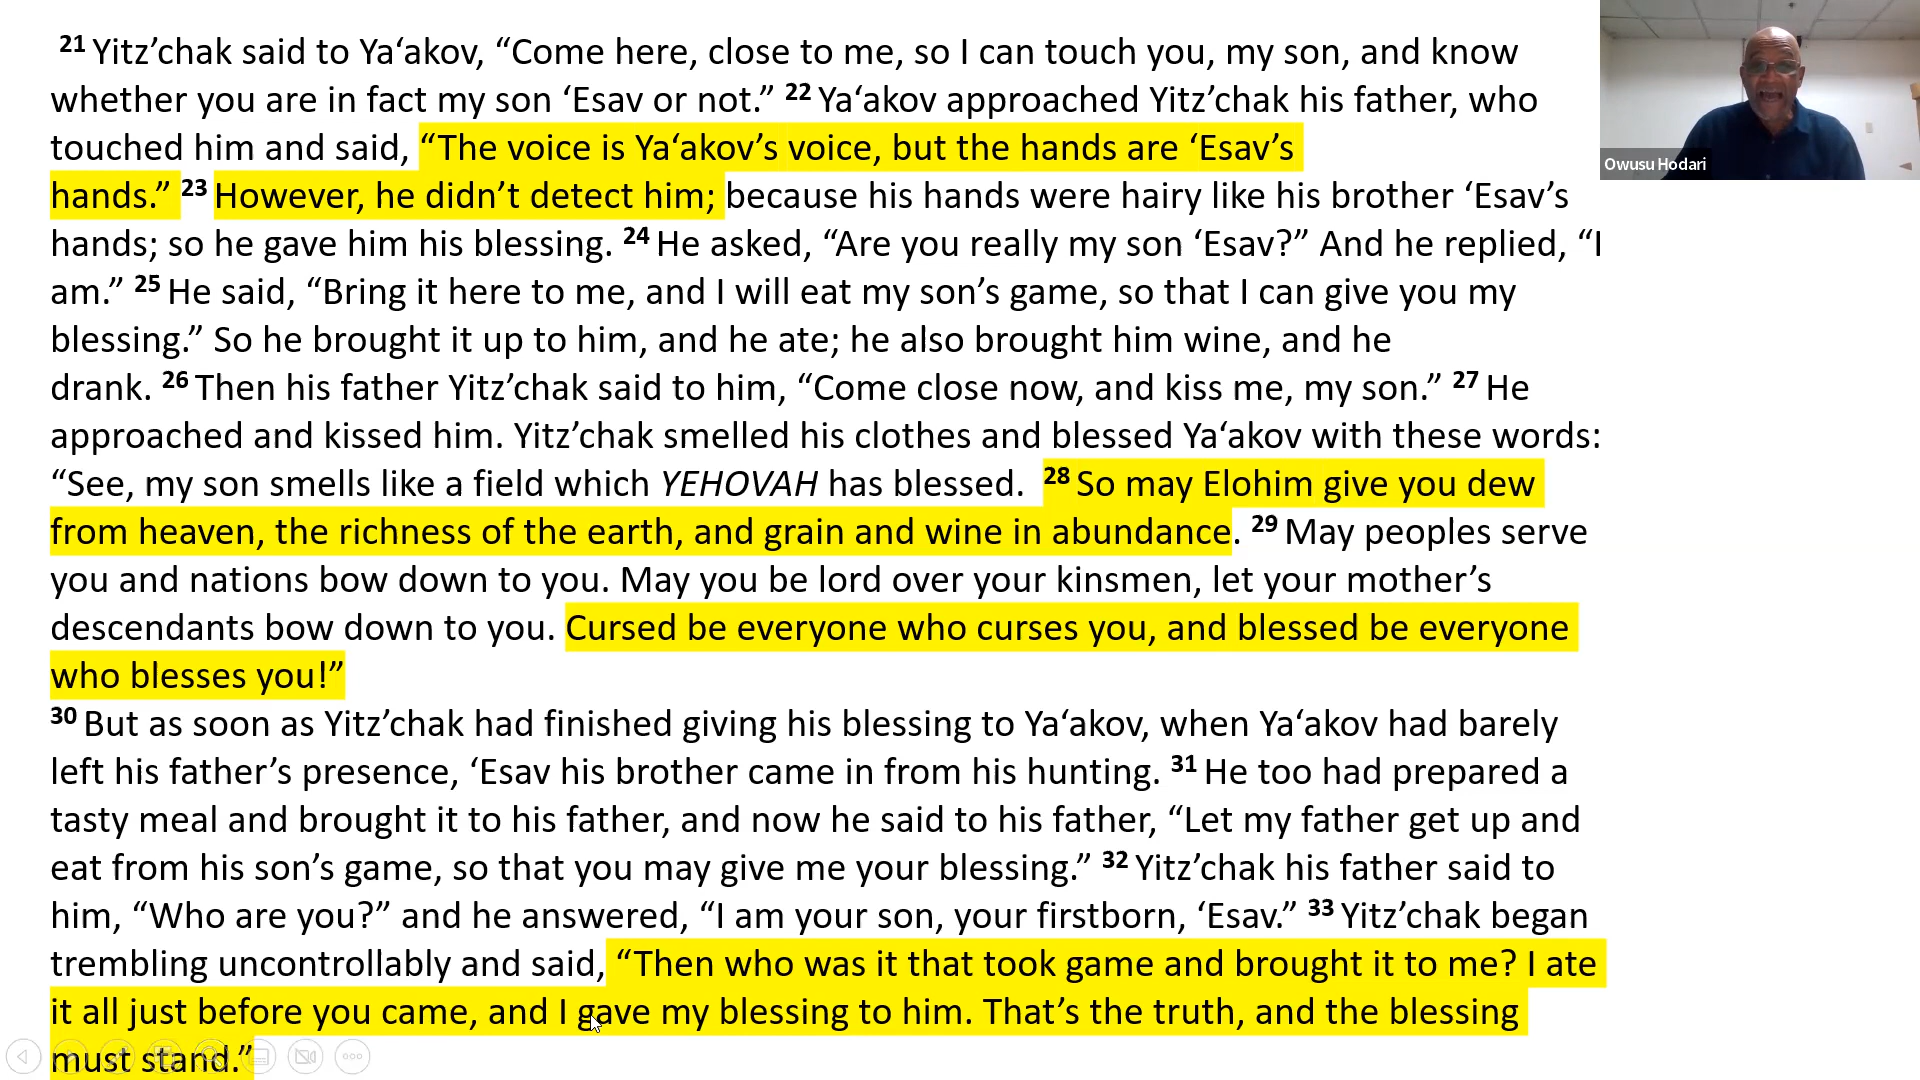 21 Yitz’chak said to Ya‘akov, “Come here, close to me, so I can touch you, my son, and know
whether you are in fact my son ‘Esav or not.” 22 Ya‘akov approached Yitz’chak his father, who
touched him and said, “The voice is Ya‘akov’s voice, but the hands are ‘Esav’s
hands.” 23 However, he didn’t detect him; because his hands were hairy like his brother ‘Esav’s
hands; so he gave him his blessing. 24 He asked, “Are you really my son ‘Esav?” And he replied, “I
am.” 25 He said, “Bring it here to me, and I will eat my son’s game, so that I can give you my
blessing.” So he brought it up to him, and he ate; he also brought him wine, and he
drank. 26 Then his father Yitz’chak said to him, “Come close now, and kiss me, my son.” 27 He
approached and kissed him. Yitz’chak smelled his clothes and blessed Ya‘akov with these words:
“See, my son smells like a field which YEHOVAH has blessed. 28 So may Elohim give you dew
from heaven, the richness of the earth, and grain and wine in abundance. 29 May peoples serve
you and nations bow down to you. May you be lord over your kinsmen, let your mother’s
descendants bow down to you. Cursed be everyone who curses you, and blessed be everyone
who blesses you!”
30 But as soon as Yitz’chak had finished giving his blessing to Ya‘akov, when Ya‘akov had barely
left his father’s presence, ‘Esav his brother came in from his hunting. 31 He too had prepared a
tasty meal and brought it to his father, and now he said to his father, “Let my father get up and
eat from his son’s game, so that you may give me your blessing.” 32 Yitz’chak his father said to
him, “Who are you?” and he answered, “I am your son, your firstborn, ‘Esav.” 33 Yitz’chak began
trembling uncontrollably and said, “Then who was it that took game and brought it to me? I ate
it all just before you came, and I gave my blessing to him. That’s the truth, and the blessing
must stand.”
Owusu Hodari